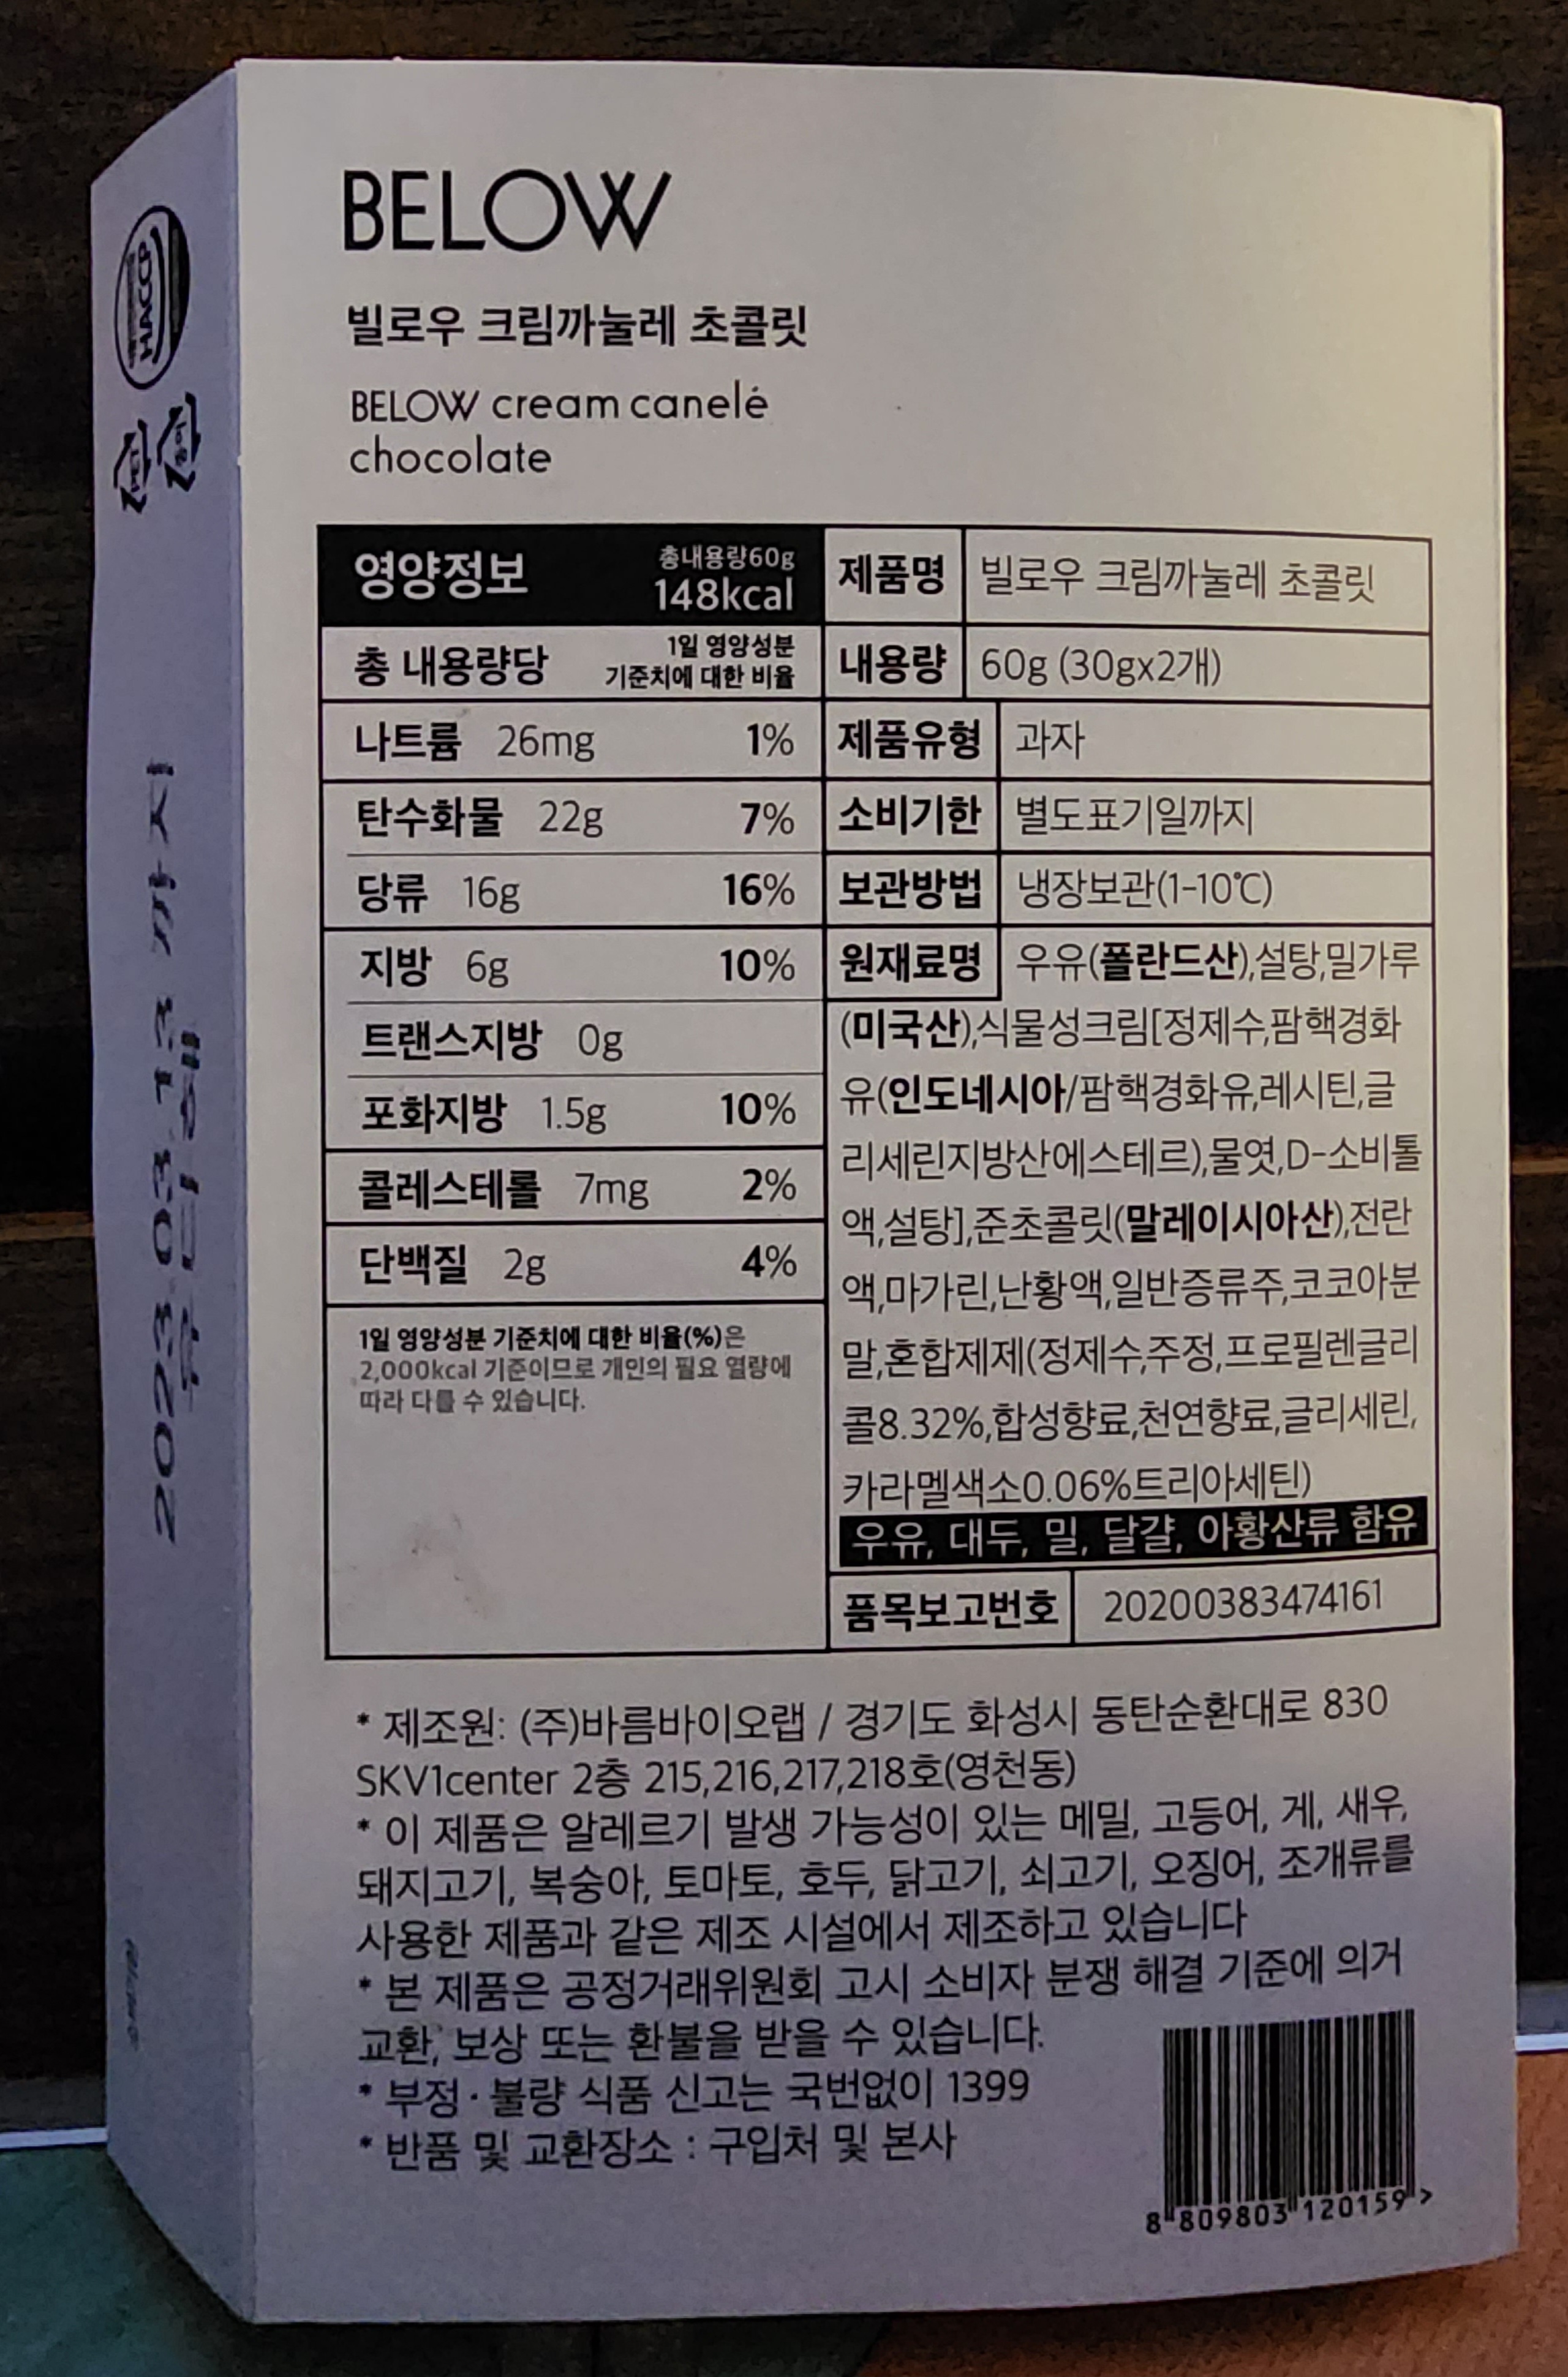 BELOW
빌로우 크림까눌레 초콜릿
BELOW cream canelé
chocolate
영양정보 총내용량60g
148kcal
총 내용량당 1일 영양성분
기준치에 대한 비율
나트륨 26mg 1%
탄수화물 22g 7%
당류 16g 16%
지방 6g 10%
트랜스지방 0g
포화지방 1.5g 10%
콜레스테롤 7mg 2%
단백질 2g 4%
1일 영양성분 기준치에 대한 비율(%)은
2,000kcal 기준이므로 개인의 필요 열량에
따라 다를 수 있습니다.
제품명 빌로우 크림까눌레 초콜릿
내용량 60g (30gx2개)
제품유형 과자
소비기한 별도표기일까지
보관방법 냉장보관(1-10℃)
원재료명 우유(폴란드산),설탕,밀가루
(미국산),식물성크림[정제수,팜핵경화
유(인도네시아/팜핵경화유,레시틴,글
리세린지방산에스테르),물엿,D-소비톨
액,설탕],준초콜릿(말레이시아산),전란
액,마가린,난황액,일반증류주,코코아분
말,혼합제제(정제수,주정,프로필렌글리
콜8.32%,합성향료,천연향료,글리세린,
카라멜색소0.06%트리아세틴)
우유, 대두, 밀, 달걀, 아황산류 함유
품목보고번호 20200383474161
* 제조원: (주)바름바이오랩 / 경기도 화성시 동탄순환대로 830
SKV1center 2층 215,216,217,218호(영천동)
* 이 제품은 알레르기 발생 가능성이 있는 메밀, 고등어, 게, 새우,
돼지고기, 복숭아, 토마토, 호두, 닭고기, 쇠고기, 오징어, 조개류를
사용한 제품과 같은 제조 시설에서 제조하고 있습니다
* 본 제품은 공정거래위원회 고시 소비자 분쟁 해결 기준에 의거
교환, 보상 또는 환불을 받을 수 있습니다.
* 부정·불량 식품 신고는 국번없이 1399
* 반품 및 교환장소 : 구입처 및 본사
8 809803 120159 >
HACCP
2023.03.13 까지